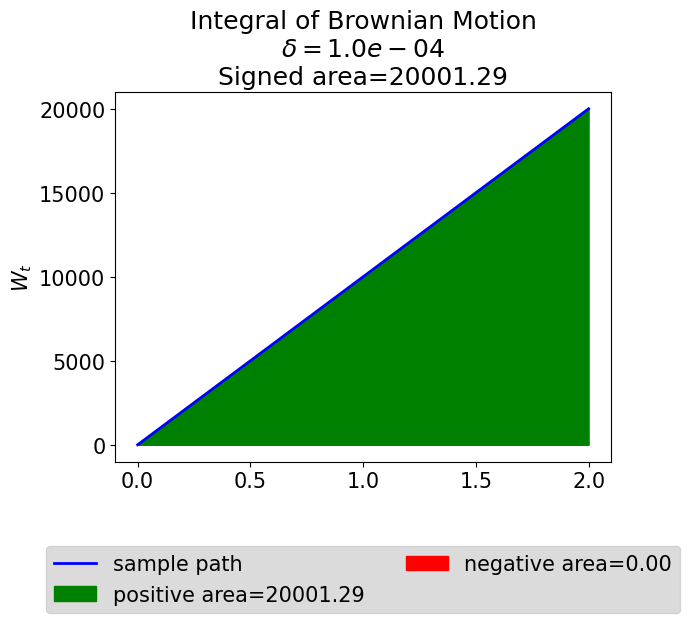 Integral of Brownian Motion
δ = 1.0e − 04
Signed area=20001.29
20000
15000
10000
5000
0
W_t
0.0 0.5 1.0 1.5 2.0
sample path
positive area=20001.29
negative area=0.00